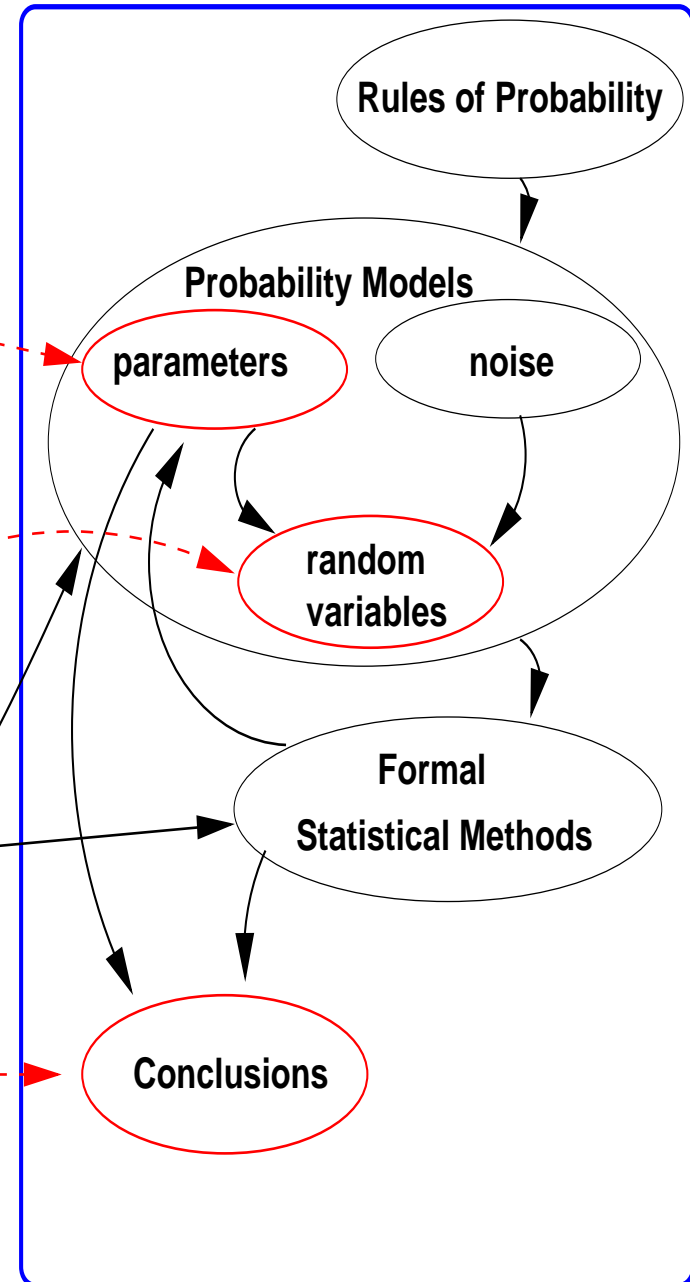 Rules of Probability
Probability Models
parameters
noise
random
variables
Formal
Statistical Methods
Conclusions